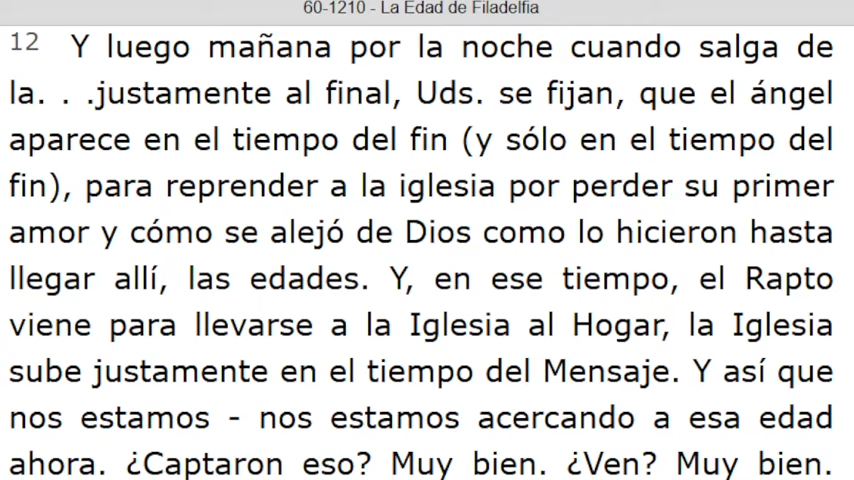 60-1210 - La Edad de Filadelfia
12 Y luego mañana por la noche cuando salga de
la. . .justamente al final, Uds. se fijan, que el ángel
aparece en el tiempo del fin (y sólo en el tiempo del
fin), para reprender a la iglesia por perder su primer
amor y cómo se alejó de Dios como lo hicieron hasta
llegar allí, las edades. Y, en ese tiempo, el Rapto
viene para llevarse a la Iglesia al Hogar, la Iglesia
sube justamente en el tiempo del Mensaje. Y así que
nos estamos - nos estamos acercando a esa edad
ahora. ¿Captaron eso? Muy bien. ¿Ven? Muy bien.